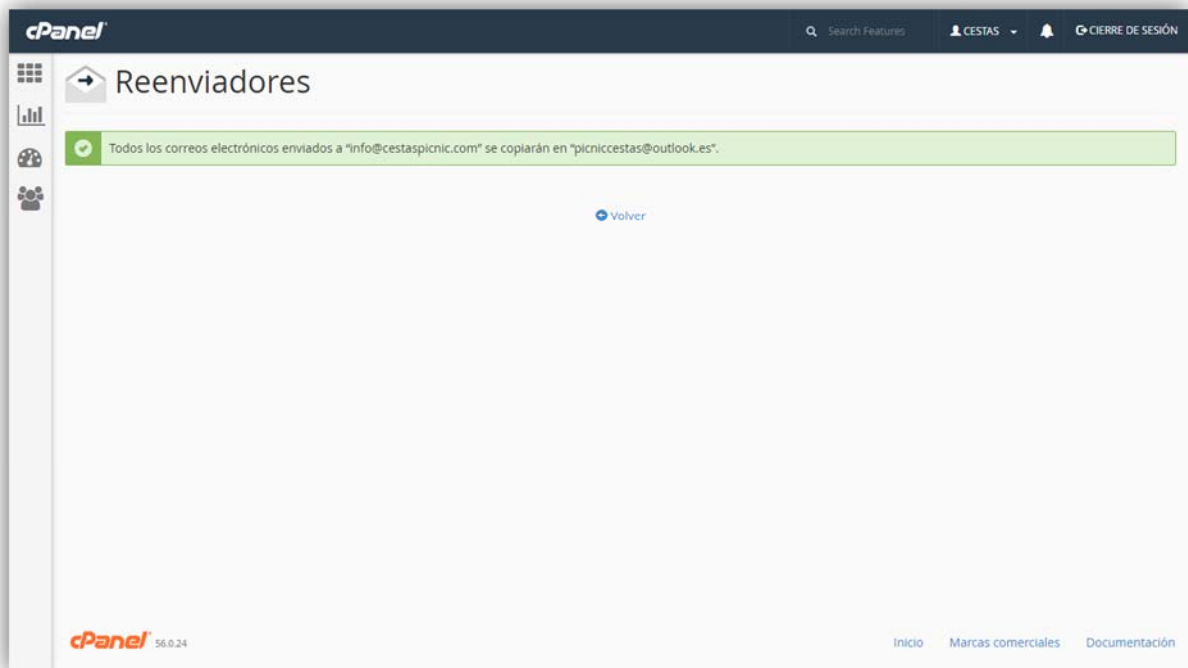 cPanel
Search Features
CESTAS
CIERRE DE SESIÓN
Reenviadores
Todos los correos electrónicos enviados a "info@cestaspicnic.com" se copiarán en "picniccestas@outlook.es".
Volver
cPanel 56.0.24
Inicio Marcas comerciales Documentación